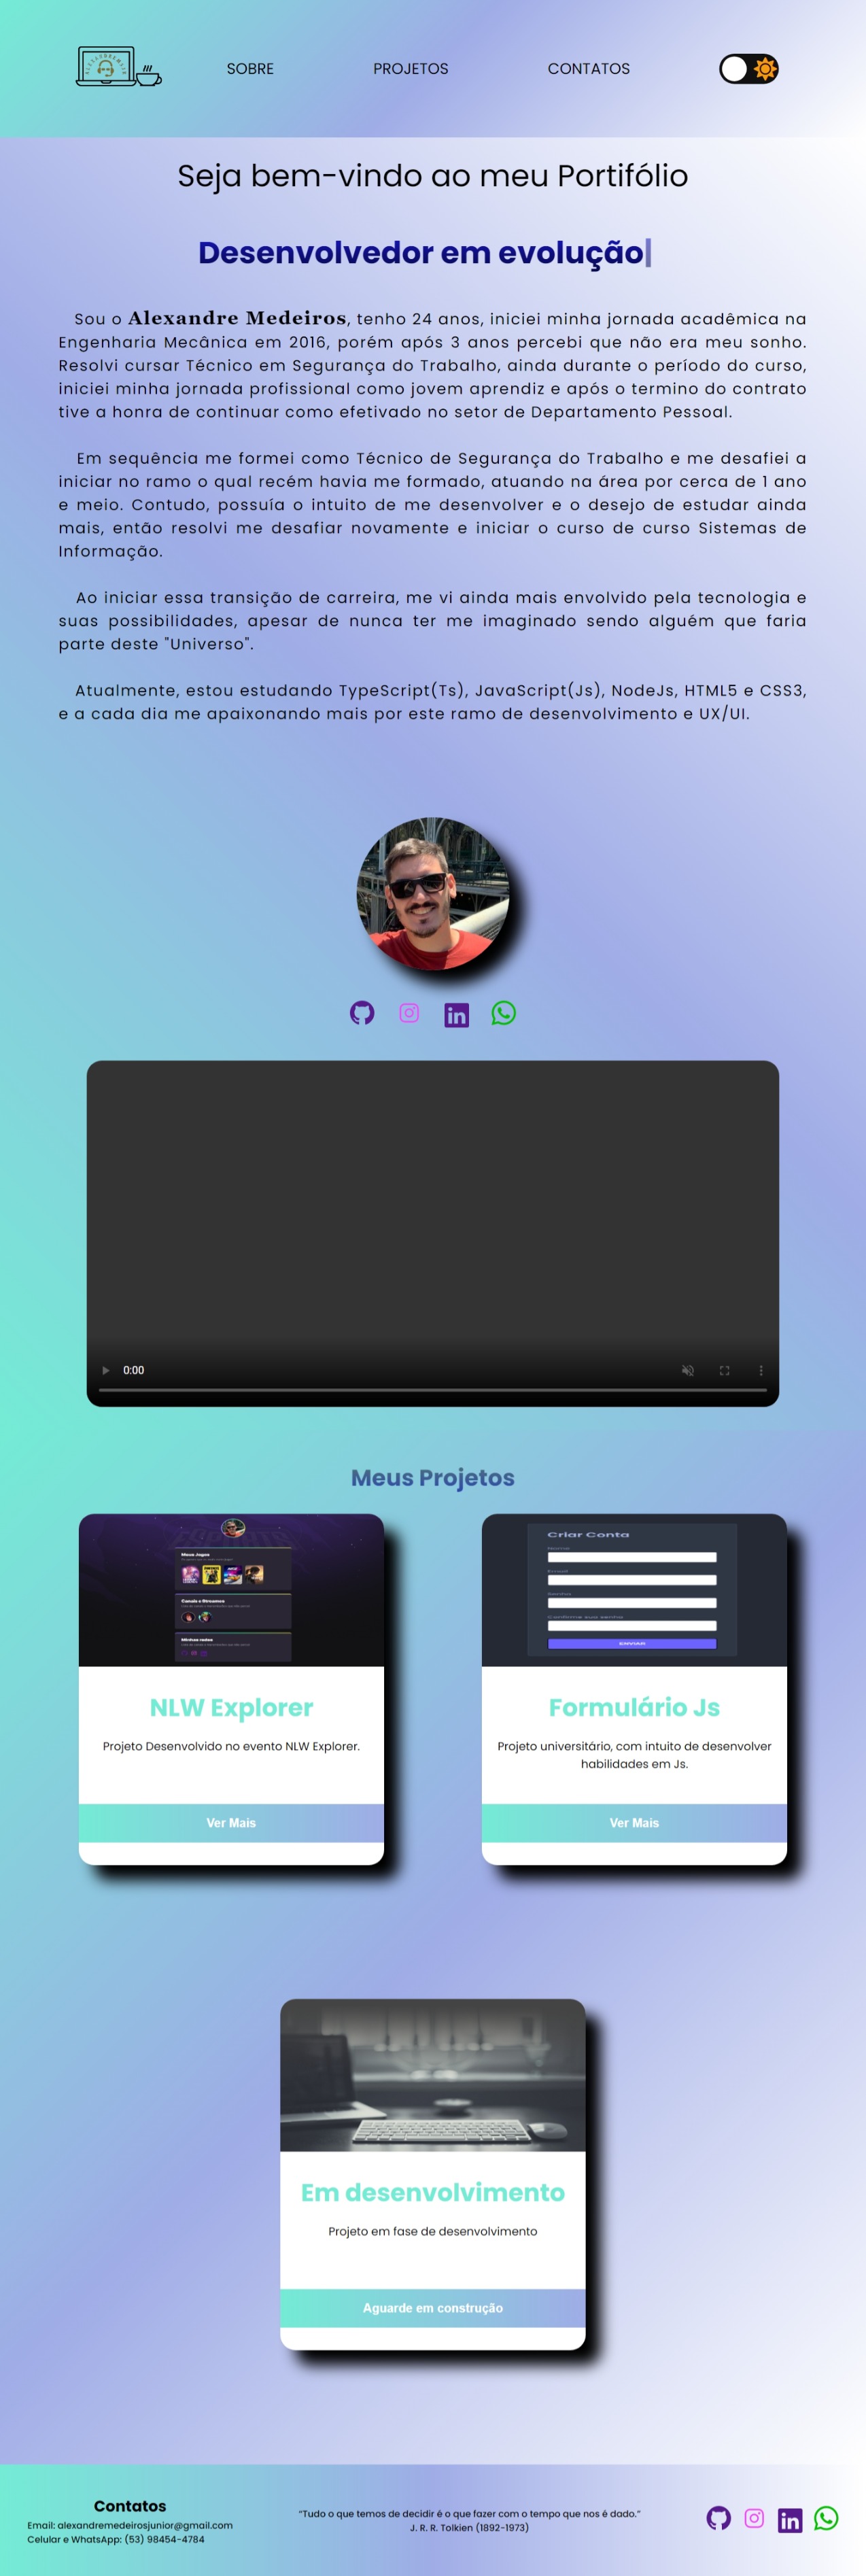 SOBRE
PROJETOS
CONTATOS
Seja bem-vindo ao meu Portifólio
Desenvolvedor em evolução
Sou o Alexandre Medeiros, tenho 24 anos, iniciei minha jornada acadêmica na
Engenharia Mecânica em 2016, porém após 3 anos percebi que não era meu sonho.
Resolvi cursar Técnico em Segurança do Trabalho, ainda durante o período do curso,
iniciei minha jornada profissional como jovem aprendiz e após o termino do contrato
tive a honra de continuar como efetivado no setor de Departamento Pessoal.
Em sequência me formei como Técnico de Segurança do Trabalho e me desafiei a
iniciar no ramo o qual recém havia me formado, atuando na área por cerca de 1 ano
e meio. Contudo, possuía o intuito de me desenvolver e o desejo de estudar ainda
mais, então resolvi me desafiar novamente e iniciar o curso de curso Sistemas de
Informação.
Ao iniciar essa transição de carreira, me vi ainda mais envolvido pela tecnologia e
suas possibilidades, apesar de nunca ter me imaginado sendo alguém que faria
parte deste "Universo".
Atualmente, estou estudando TypeScript(Ts), JavaScript(Js), NodeJs, HTML5 e CSS3,
e a cada dia me apaixonando mais por este ramo de desenvolvimento e UX/UI.
0:00
Meus Projetos
Meus Jogos
Canais e Streamers
Minhas redes
NLW Explorer
Projeto Desenvolvido no evento NLW Explorer.
Ver Mais
Criar Conta
ENVIAR
Formulário Js
Projeto universitário, com intuito de desenvolver
habilidades em Js.
Ver Mais
Em desenvolvimento
Projeto em fase de desenvolvimento
Aguarde em construção
Contatos
Email: alexandremedeirosjunior@gmail.com
Celular e WhatsApp: (53) 98454-4784
“Tudo o que temos de decidir é o que fazer com o tempo que nos é dado.”
J. R. R. Tolkien (1892-1973)